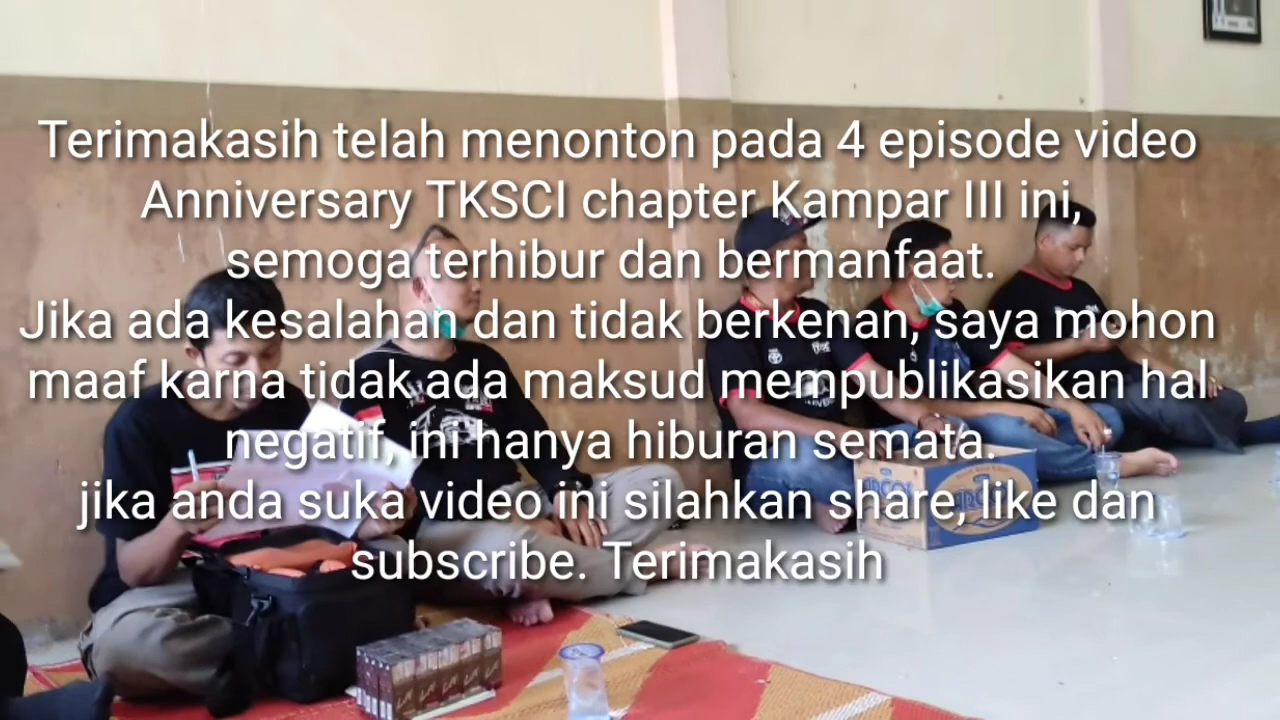 Terimakasih telah menonton pada 4 episode video
Anniversary TKSCI chapter Kampar III ini,
semoga terhibur dan bermanfaat.
Jika ada kesalahan dan tidak berkenan, saya mohon
maaf karna tidak ada maksud mempublikasikan hal
negatif, ini hanya hiburan semata.
jika anda suka video ini silahkan share, like dan
subscribe. Terimakasih